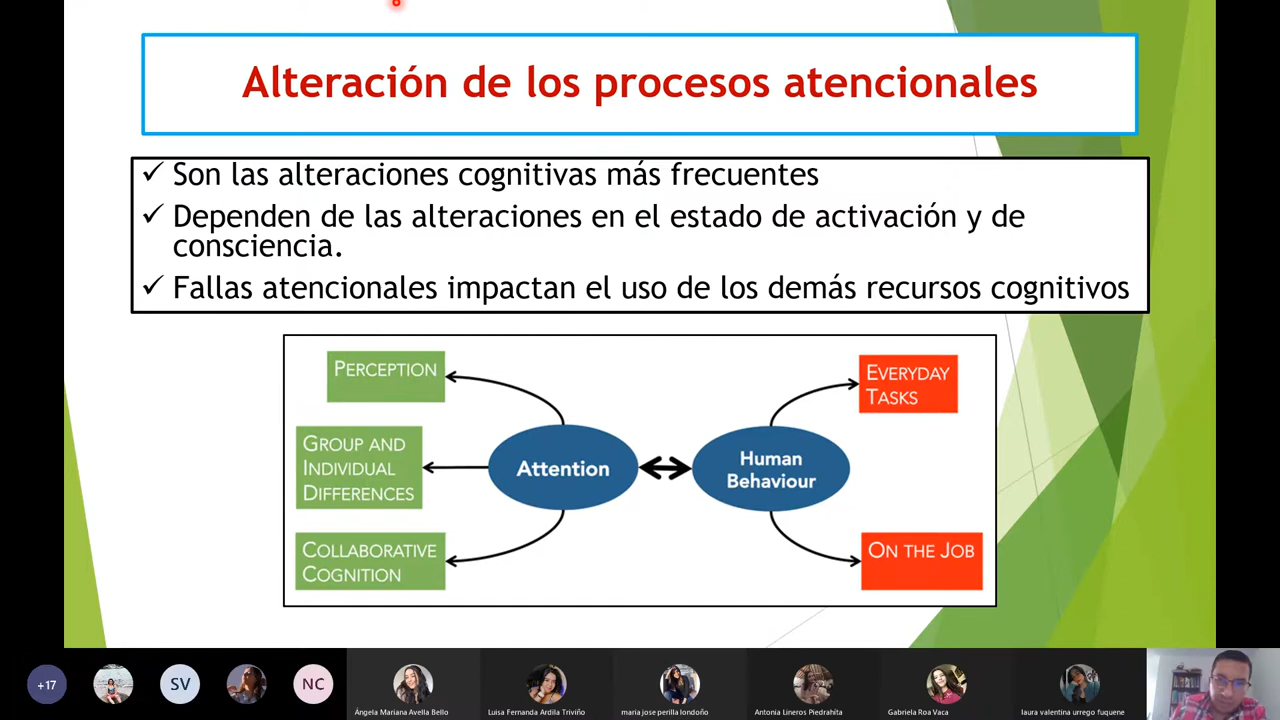 Alteración de los procesos atencionales
✓ Son las alteraciones cognitivas más frecuentes
✓ Dependen de las alteraciones en el estado de activación y de
consciencia.
✓ Fallas atencionales impactan el uso de los demás recursos cognitivos
PERCEPTION
GROUP AND
INDIVIDUAL
DIFFERENCES
COLLABORATIVE
COGNITION
Attention
Human
Behaviour
EVERYDAY
TASKS
ON THE JOB
+17
SV
NC
Ángela Mariana Avella Bello
Luisa Fernanda Ardila Triviño
maria jose perilla londoño
Antonia Lineros Piedrahíta
Gabriela Roa Vaca
laura valentina urrego fuquene